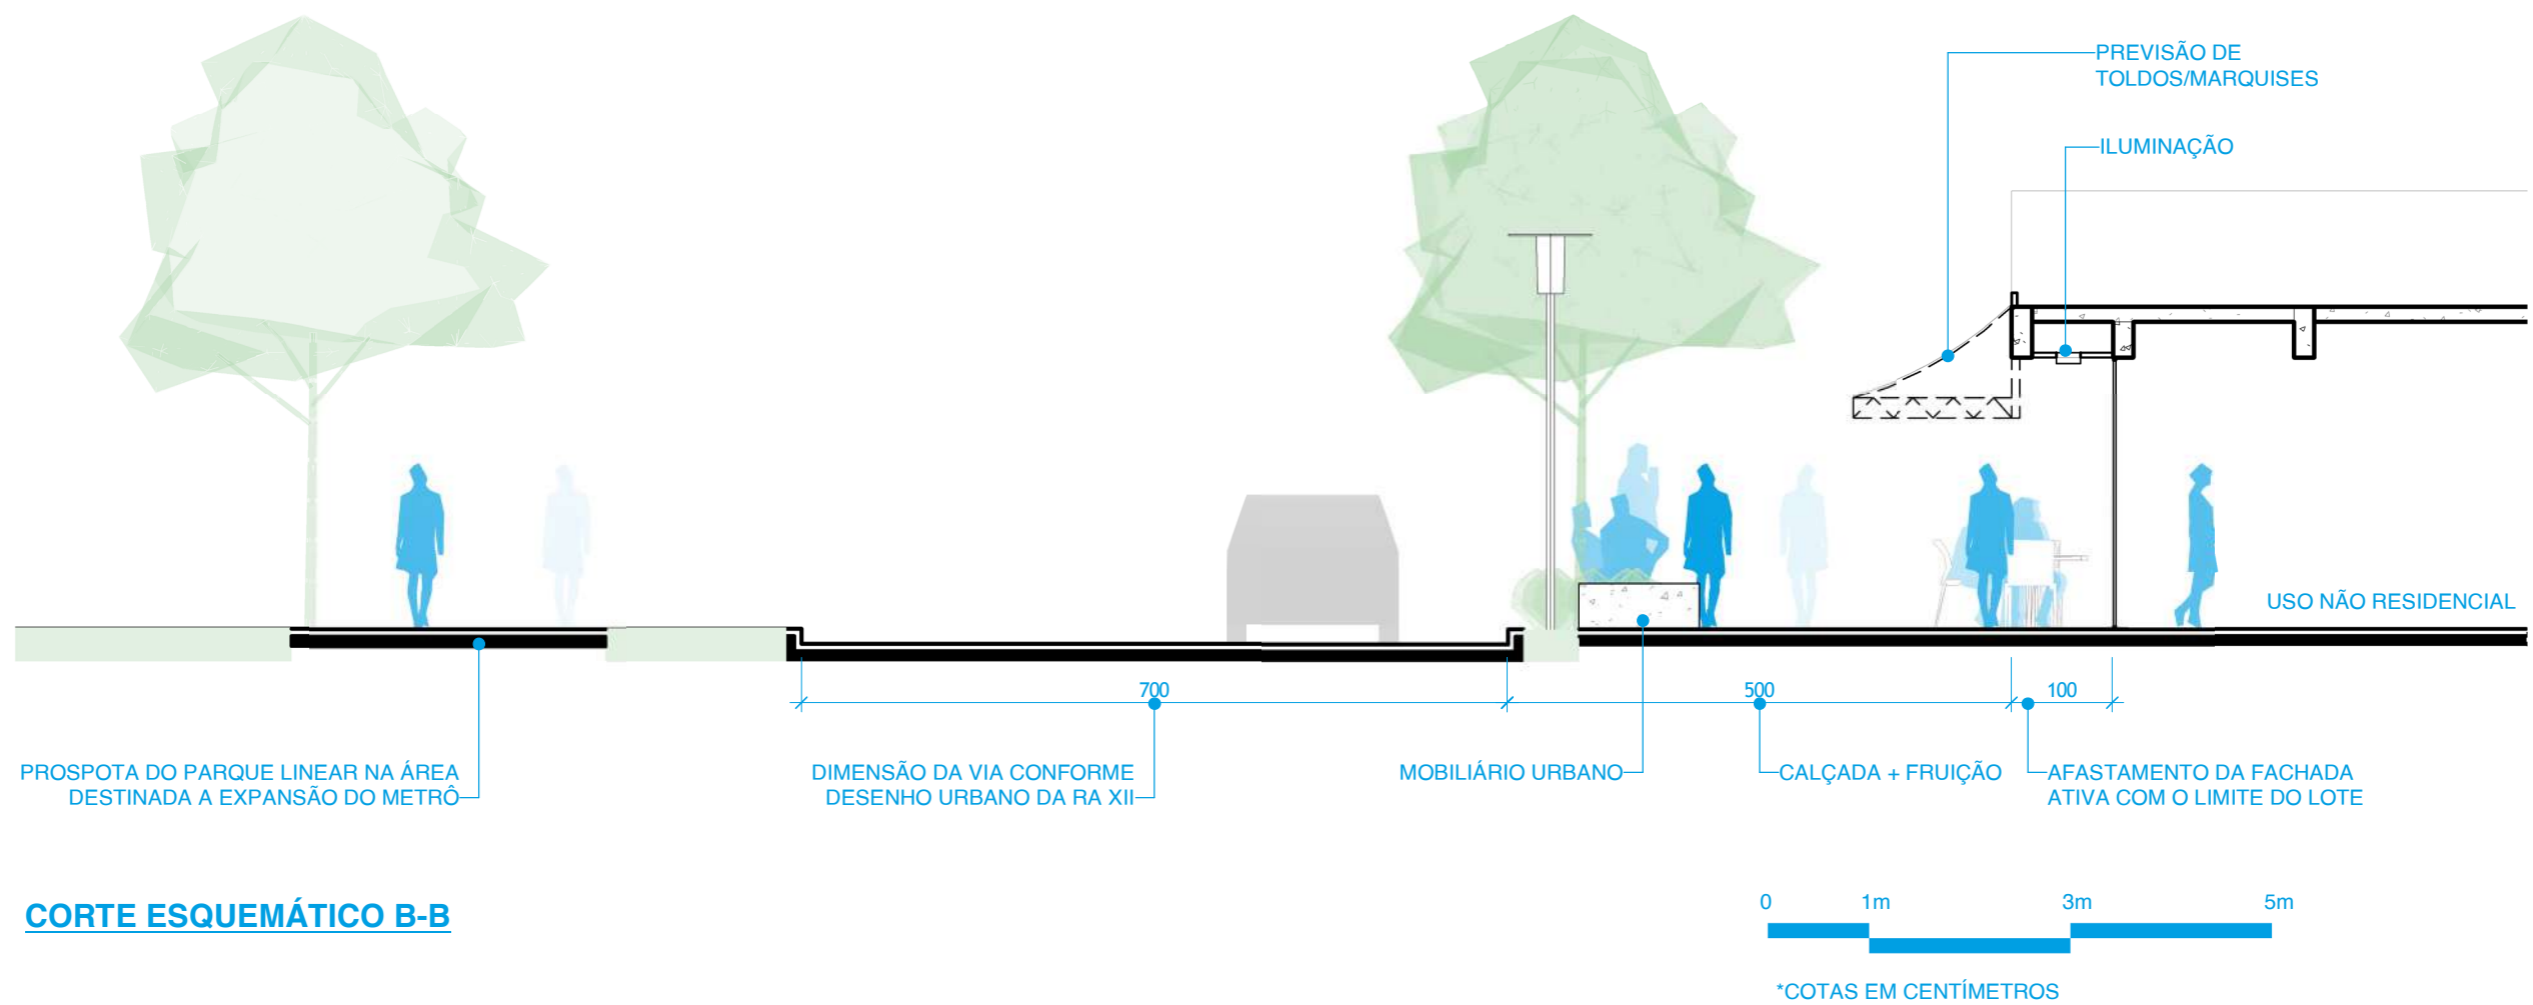 PREVISÃO DE
TOLDOS/MARQUISES
ILUMINAÇÃO
USO NÃO RESIDENCIAL
700
500
100
PROSPOTA DO PARQUE LINEAR NA ÁREA
DESTINADA A EXPANSÃO DO METRÔ
DIMENSÃO DA VIA CONFORME
DESENHO URBANO DA RA XII
MOBILIÁRIO URBANO
CALÇADA + FRUIÇÃO
AFASTAMENTO DA FACHADA
ATIVA COM O LIMITE DO LOTE
CORTE ESQUEMÁTICO B-B
0 1m 3m 5m
*COTAS EM CENTÍMETROS